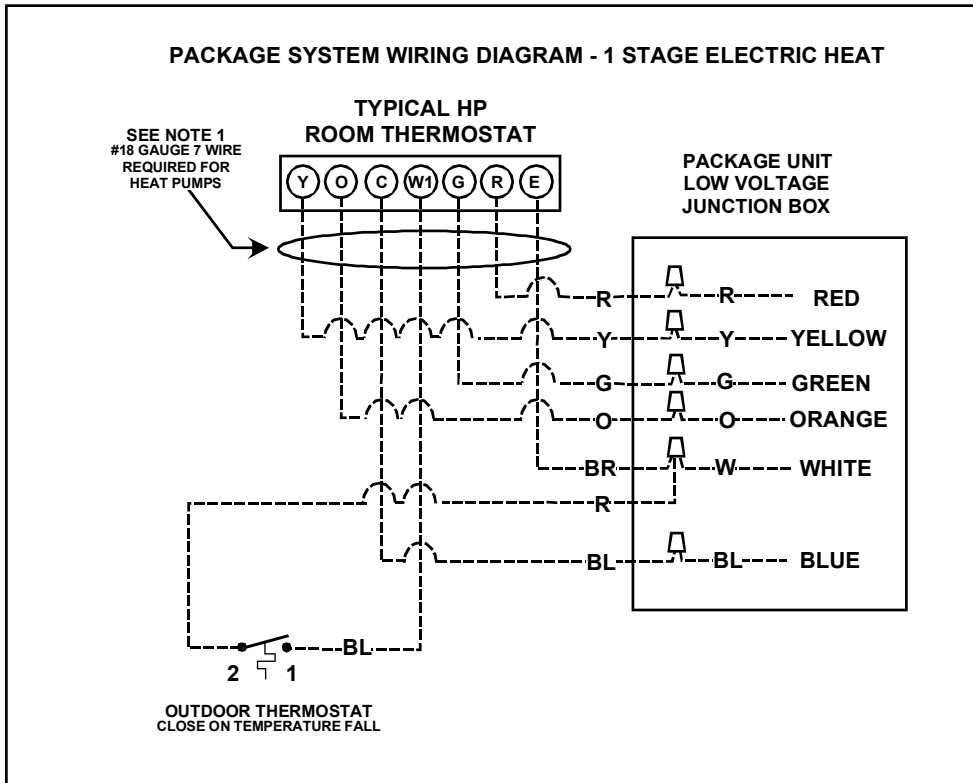 PACKAGE SYSTEM WIRING DIAGRAM - 1 STAGE ELECTRIC HEAT
TYPICAL HP
ROOM THERMOSTAT
SEE NOTE 1
#18 GAUGE 7 WIRE
REQUIRED FOR
HEAT PUMPS
Y O C W1 G R E
PACKAGE UNIT
LOW VOLTAGE
JUNCTION BOX
R R RED
Y Y YELLOW
G G GREEN
O O ORANGE
BR W WHITE
R
BL BL BLUE
BL
2 1
OUTDOOR THERMOSTAT
CLOSE ON TEMPERATURE FALL